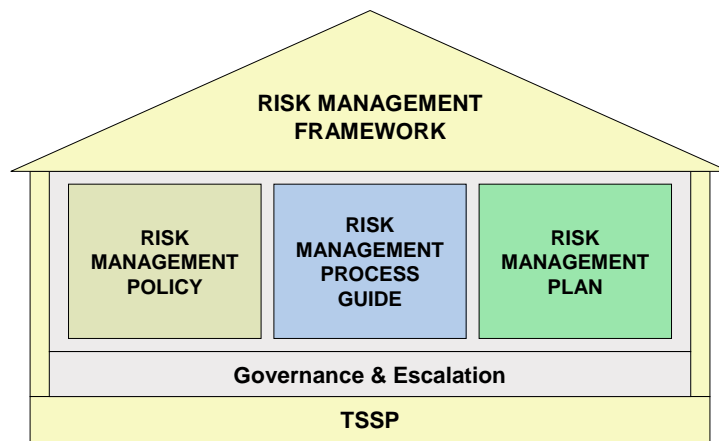 RISK MANAGEMENT
FRAMEWORK
RISK
MANAGEMENT
POLICY
RISK
MANAGEMENT
PROCESS
GUIDE
RISK
MANAGEMENT
PLAN
Governance & Escalation
TSSP